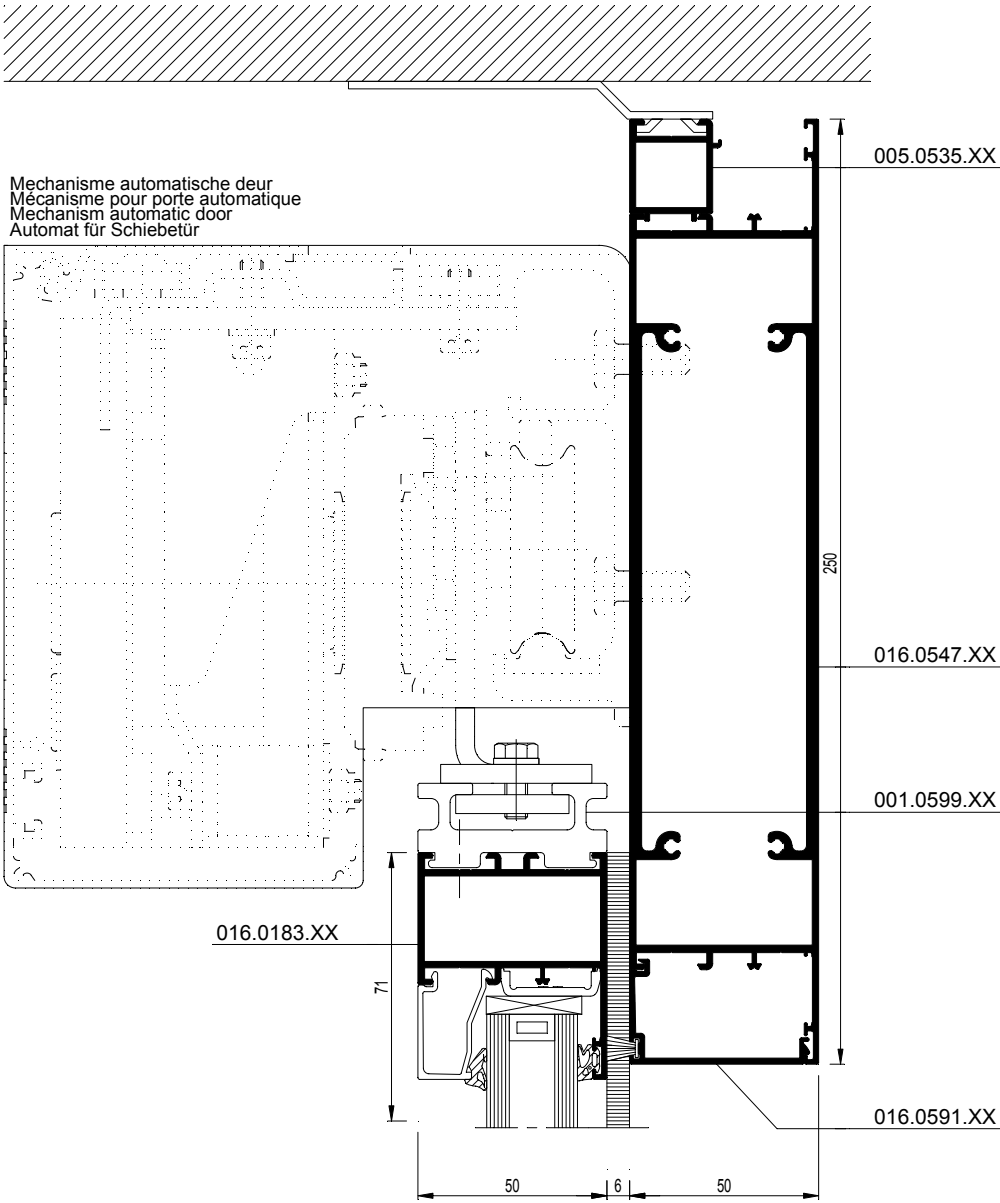 Mechanisme automatische deur
Mécanisme pour porte automatique
Mechanism automatic door
Automat für Schiebetür
005.0535.XX
250
016.0547.XX
001.0599.XX
016.0183.XX
71
016.0591.XX
50
6
50